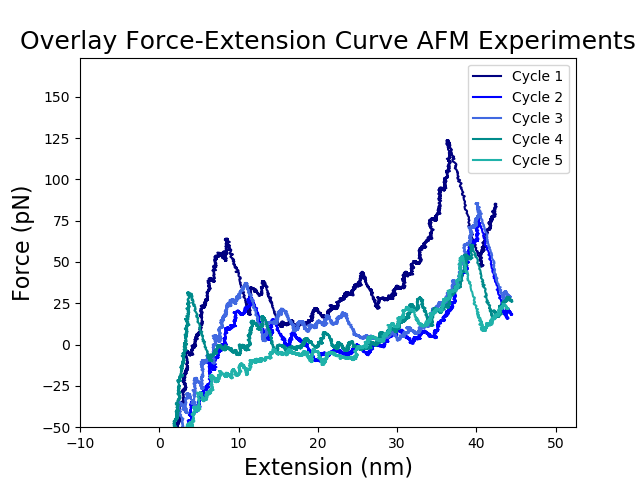 Overlay Force-Extension Curve AFM Experiments
Force (pN)
150
125
100
75
50
25
0
−25
−50
Cycle 1
Cycle 2
Cycle 3
Cycle 4
Cycle 5
−10 0 10 20 30 40 50
Extension (nm)